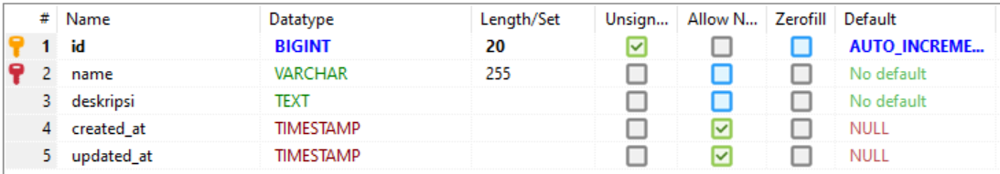 # Name Datatype Length/Set Unsign... Allow N... Zerofill Default
1 id BIGINT 20 AUTO_INCREME...
2 name VARCHAR 255 No default
3 deskripsi TEXT No default
4 created_at TIMESTAMP NULL
5 updated_at TIMESTAMP NULL